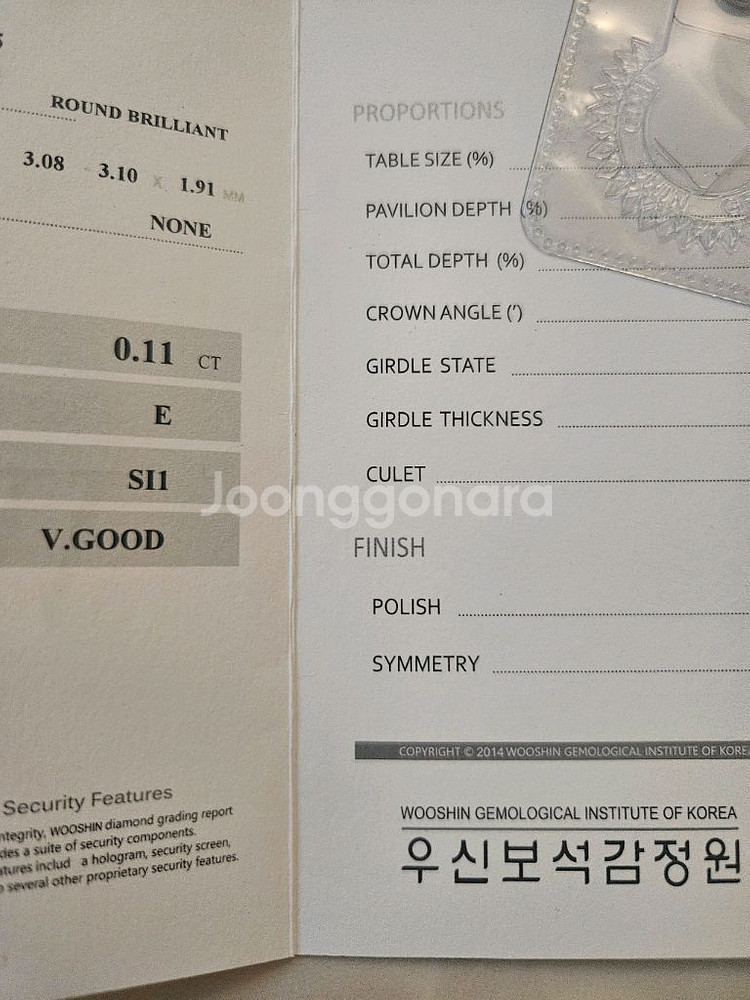 ROUND BRILLIANT
3.08 - 3.10 X 1.91 MM
NONE
0.11 CT
E
SI1
V.GOOD
Security Features
ntegrity, WOOSHIN diamond grading report
des a suite of security components.
atures includ a hologram, security screen,
several other proprietary security features.
PROPORTIONS
TABLE SIZE (%)
PAVILION DEPTH (%)
TOTAL DEPTH (%)
CROWN ANGLE (')
GIRDLE STATE
GIRDLE THICKNESS
CULET
FINISH
POLISH
SYMMETRY
COPYRIGHT © 2014 WOOSHIN GEMOLOGICAL INSTITUTE OF KOREA
WOOSHIN GEMOLOGICAL INSTITUTE OF KOREA
우신보석감정원
Joonggonara